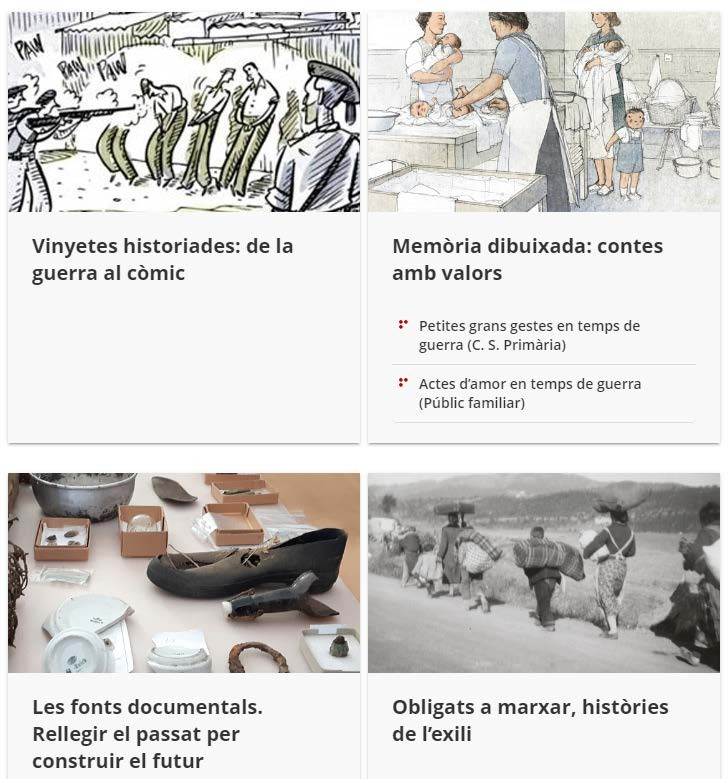 PAW
PAW
PAW
Vinyetes historiades: de la
guerra al còmic
Memòria dibuixada: contes
amb valors
Petites grans gestes en temps de
guerra (C. S. Primària)
Actes d'amor en temps de guerra
(Públic familiar)
Les fonts documentals.
Rellegir el passat per
construir el futur
Obligats a marxar, històries
de l'exili